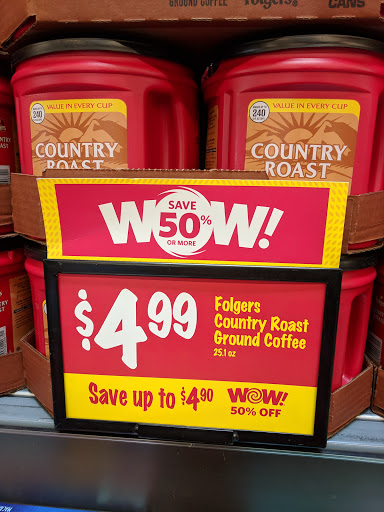 GROUND COFFEE
Folgers
CANS
VALUE IN EVERY CUP
240
COUNTRY
ROAST
VALUE IN EVERY CUP
240
COUNTRY
ROAST
WOW!
SAVE
50%
OR MORE
$4.99
Folgers
Country Roast
Ground Coffee
25.1 oz
Save up to $4.90
WOW!
50% OFF